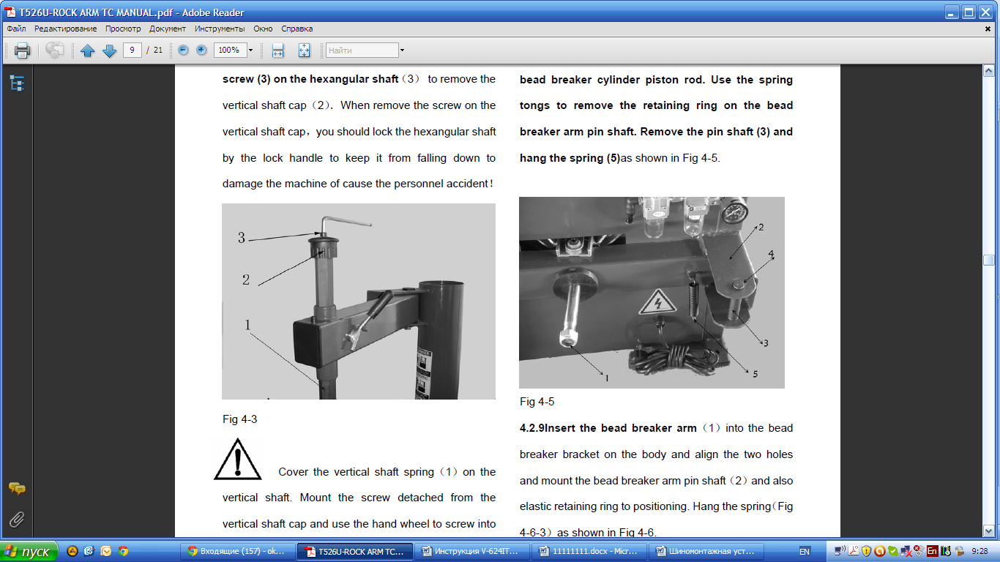 T526U-ROCK ARM TC MANUAL.pdf - Adobe Reader
Файл Редактирование Просмотр Документ Инструменты Окно Справка
9 / 21 100% Найти
screw (3) on the hexangular shaft（3） to remove the
vertical shaft cap（2）. When remove the screw on the
vertical shaft cap，you should lock the hexangular shaft
by the lock handle to keep it from falling down to
damage the machine of cause the personnel accident！
3
2
1
Fig 4-3
Cover the vertical shaft spring（1）on the
vertical shaft. Mount the screw detached from the
vertical shaft cap and use the hand wheel to screw into
bead breaker cylinder piston rod. Use the spring
tongs to remove the retaining ring on the bead
breaker arm pin shaft. Remove the pin shaft (3) and
hang the spring (5)as shown in Fig 4-5.
2
4
3
1
5
Fig 4-5
4.2.9Insert the bead breaker arm（1）into the bead
breaker bracket on the body and align the two holes
and mount the bead breaker arm pin shaft（2）and also
elastic retaining ring to positioning. Hang the spring（Fig
4-6-3）as shown in Fig 4-6.
пуск
Входящие (157) - ok...
T526U-ROCK ARM TC...
Инструкция V-624IT...
11111111.docx - Micr...
Шиномонтажная уст...
EN
En
9:28